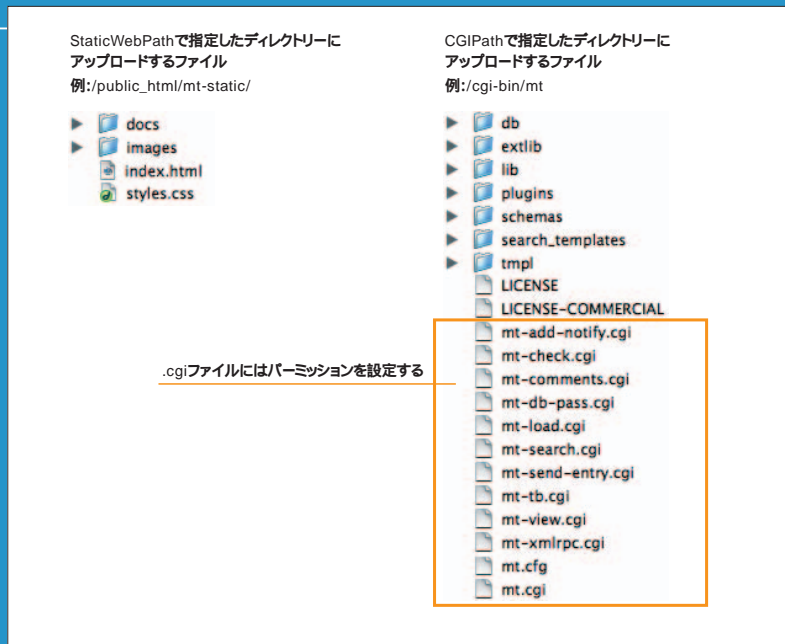 StaticWebPathで指定したディレクトリーに
アップロードするファイル
例:/public_html/mt-static/
docs
images
index.html
styles.css
CGIPathで指定したディレクトリーに
アップロードするファイル
例:/cgi-bin/mt
db
extlib
lib
plugins
schemas
search_templates
tmpl
LICENSE
LICENSE-COMMERCIAL
mt-add-notify.cgi
mt-check.cgi
mt-comments.cgi
mt-db-pass.cgi
mt-load.cgi
mt-search.cgi
mt-send-entry.cgi
mt-tb.cgi
mt-view.cgi
mt-xmlrpc.cgi
mt.cfg
mt.cgi
.cgiファイルにはパーミッションを設定する